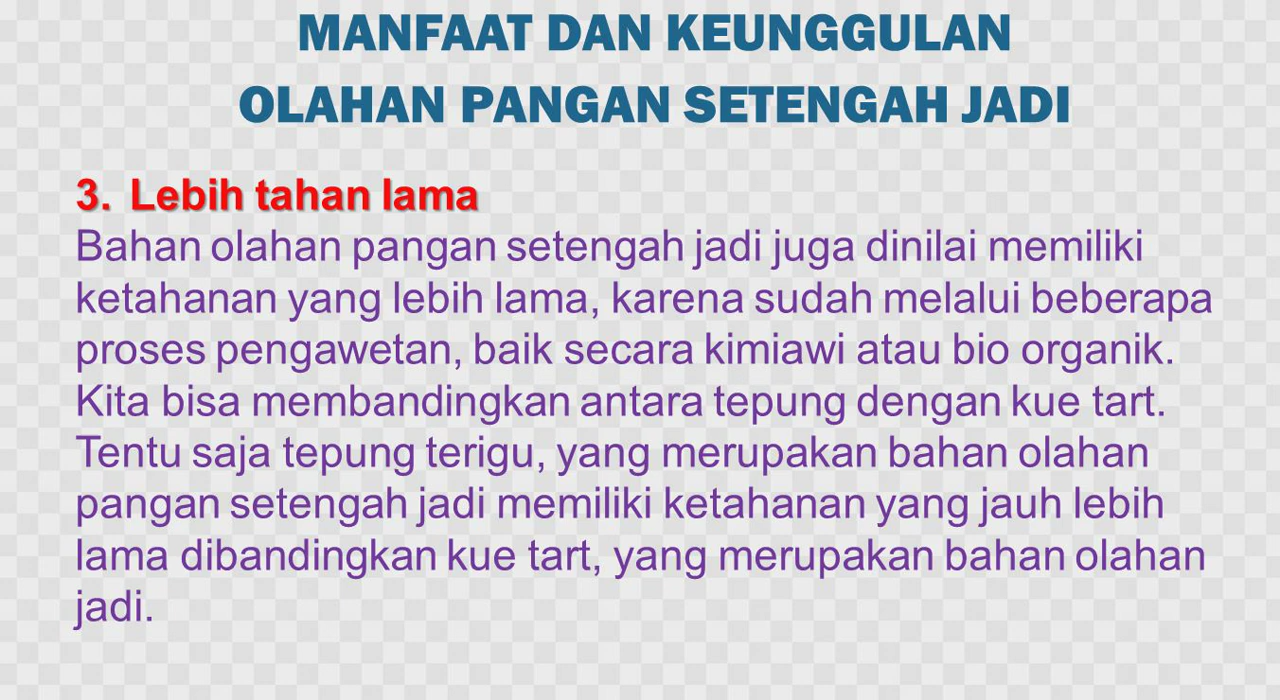 MANFAAT DAN KEUNGGULAN
OLAHAN PANGAN SETENGAH JADI
3. Lebih tahan lama
Bahan olahan pangan setengah jadi juga dinilai memiliki
ketahanan yang lebih lama, karena sudah melalui beberapa
proses pengawetan, baik secara kimiawi atau bio organik.
Kita bisa membandingkan antara tepung dengan kue tart.
Tentu saja tepung terigu, yang merupakan bahan olahan
pangan setengah jadi memiliki ketahanan yang jauh lebih
lama dibandingkan kue tart, yang merupakan bahan olahan
jadi.